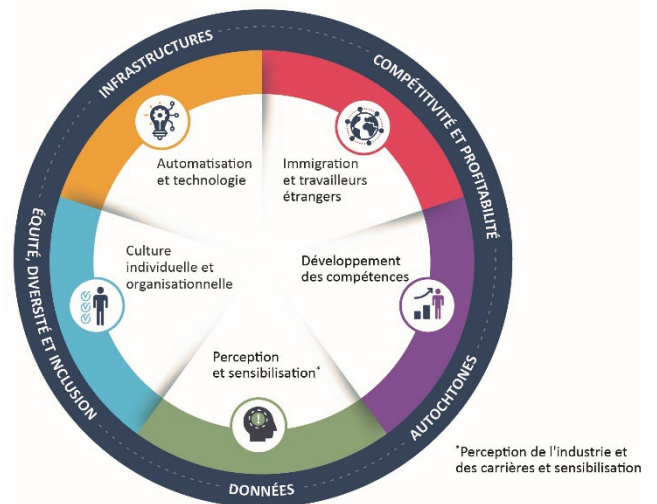 INFRASTRUCTURES
COMPÉTITIVITÉ ET PROFITABILITÉ
Automatisation
et technologie
Immigration
et travailleurs
étrangers
ÉQUITÉ, DIVERSITÉ ET INCLUSION
Culture
individuelle et
organisationnelle
Développement
des compétences
Perception
et sensibilisation*
AUTOCHTONES
DONNÉES
*Perception de l'industrie et
des carrières et sensibilisation